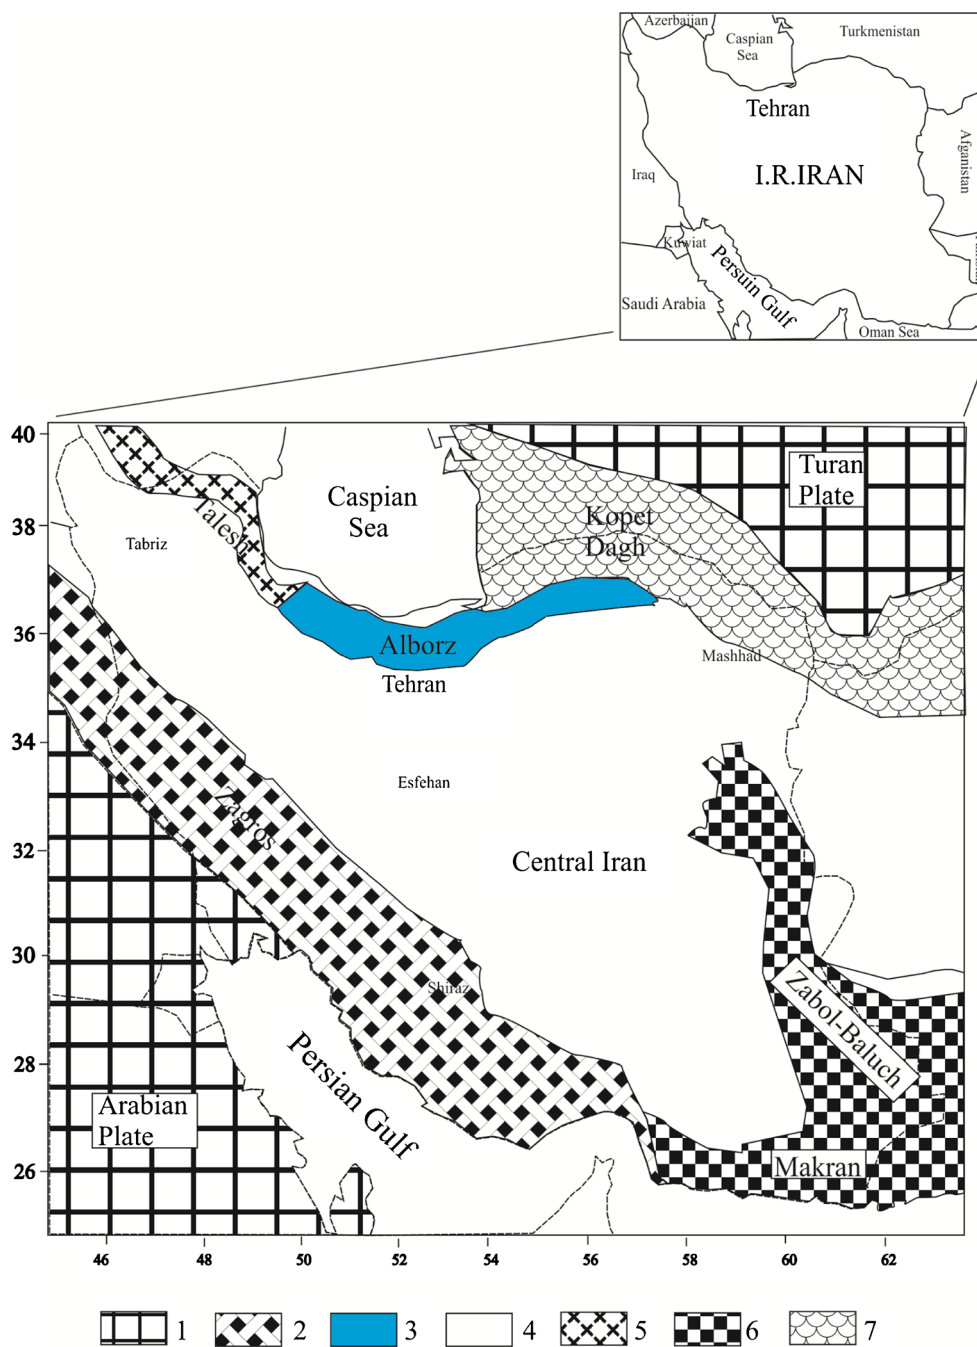 Azerbaijan
Caspian
Sea
Turkmenistan
Tehran
Afganistan
Iraq
I.R.IRAN
Kuwiat
Persuin Gulf
Saudi Arabia
Oman Sea
40
38
36
34
32
30
28
26
Turan
Plate
Caspian
Sea
Kopet
Dagh
Talesh
Tabriz
Alborz
Mashhad
Tehran
Esfehan
Zagros
Central Iran
Shiraz
Zabol-Baluch
Persian Gulf
Arabian
Plate
Makran
46 48 50 52 54 56 58 60 62
1 2 3 4 5 6 7